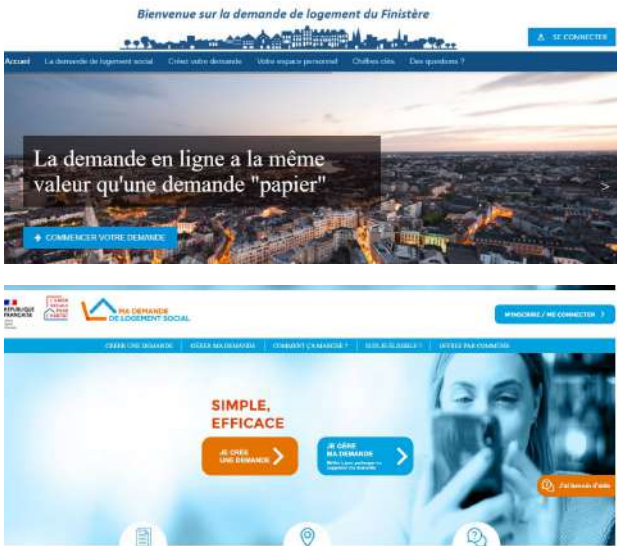 Bienvenue sur la demande de logement du Finistère
SE CONNECTER
Accueil La demande de logement social Créer votre demande Votre espace personnel Chiffres clés Des questions ?
La demande en ligne a la même
valeur qu'une demande "papier"
>
COMMENCER VOTRE DEMANDE
RÉPUBLIQUE
FRANÇAISE
MA DEMANDE
DE LOGEMENT SOCIAL
M'INSCRIRE / ME CONNECTER >
CRÉER UNE DEMANDE GÉRER MA DEMANDE COMMENT ÇA MARCHE ? SUIS-JE ÉLIGIBLE ? OFFRES PAR COMMUNE
SIMPLE,
EFFICACE
JE CRÉE
UNE DEMANDE
JE GÈRE
MA DEMANDE
J'ai besoin d'aide